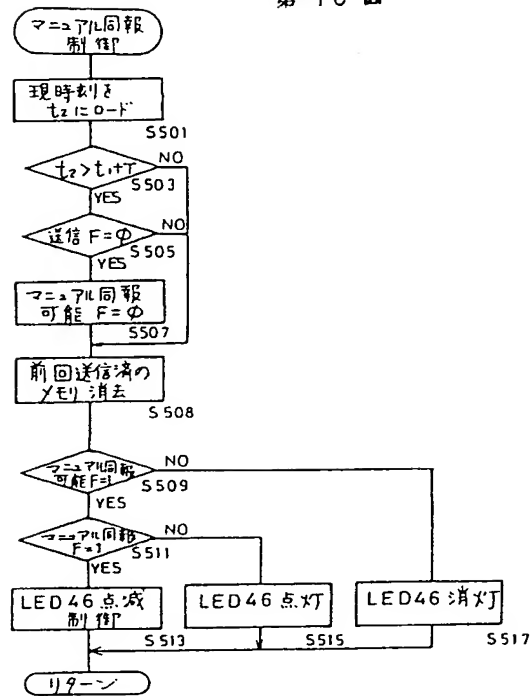 マニュアル同報
制御
現時刻を
t₂にロード
S501
t₂>t₁+T
NO
S503
YES
送信F=φ
NO
S505
YES
マニュアル同報
可能 F=φ
S507
前回送信済の
メモリ消去
S508
マニュアル同報
可能F=1
NO
S509
YES
マニュアル同報
F=1
NO
S511
YES
LED46点滅
制御
S513
LED46点灯
S515
LED46消灯
S517
リターン